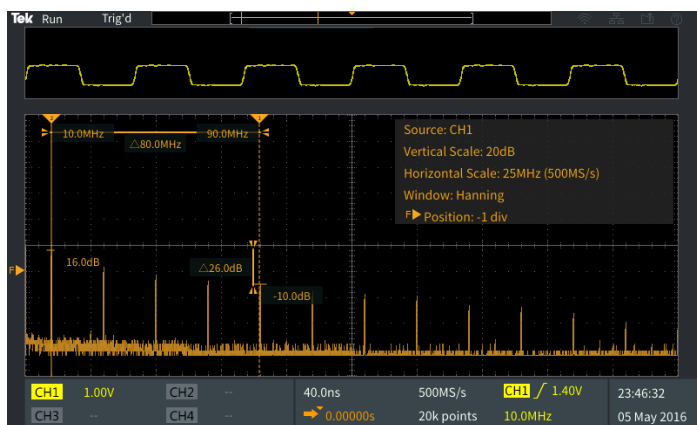 Tek Run Trig'd
10.0MHz 90.0MHz
△80.0MHz
Source: CH1
Vertical Scale: 20dB
Horizontal Scale: 25MHz (500MS/s)
Window: Hanning
F Position: -1 div
F
16.0dB
△26.0dB
-10.0dB
CH1 1.00V CH2 -- 40.0ns 500MS/s CH1 1.40V 23:46:32
CH3 -- CH4 -- 0.00000s 20k points 10.0MHz 05 May 2016